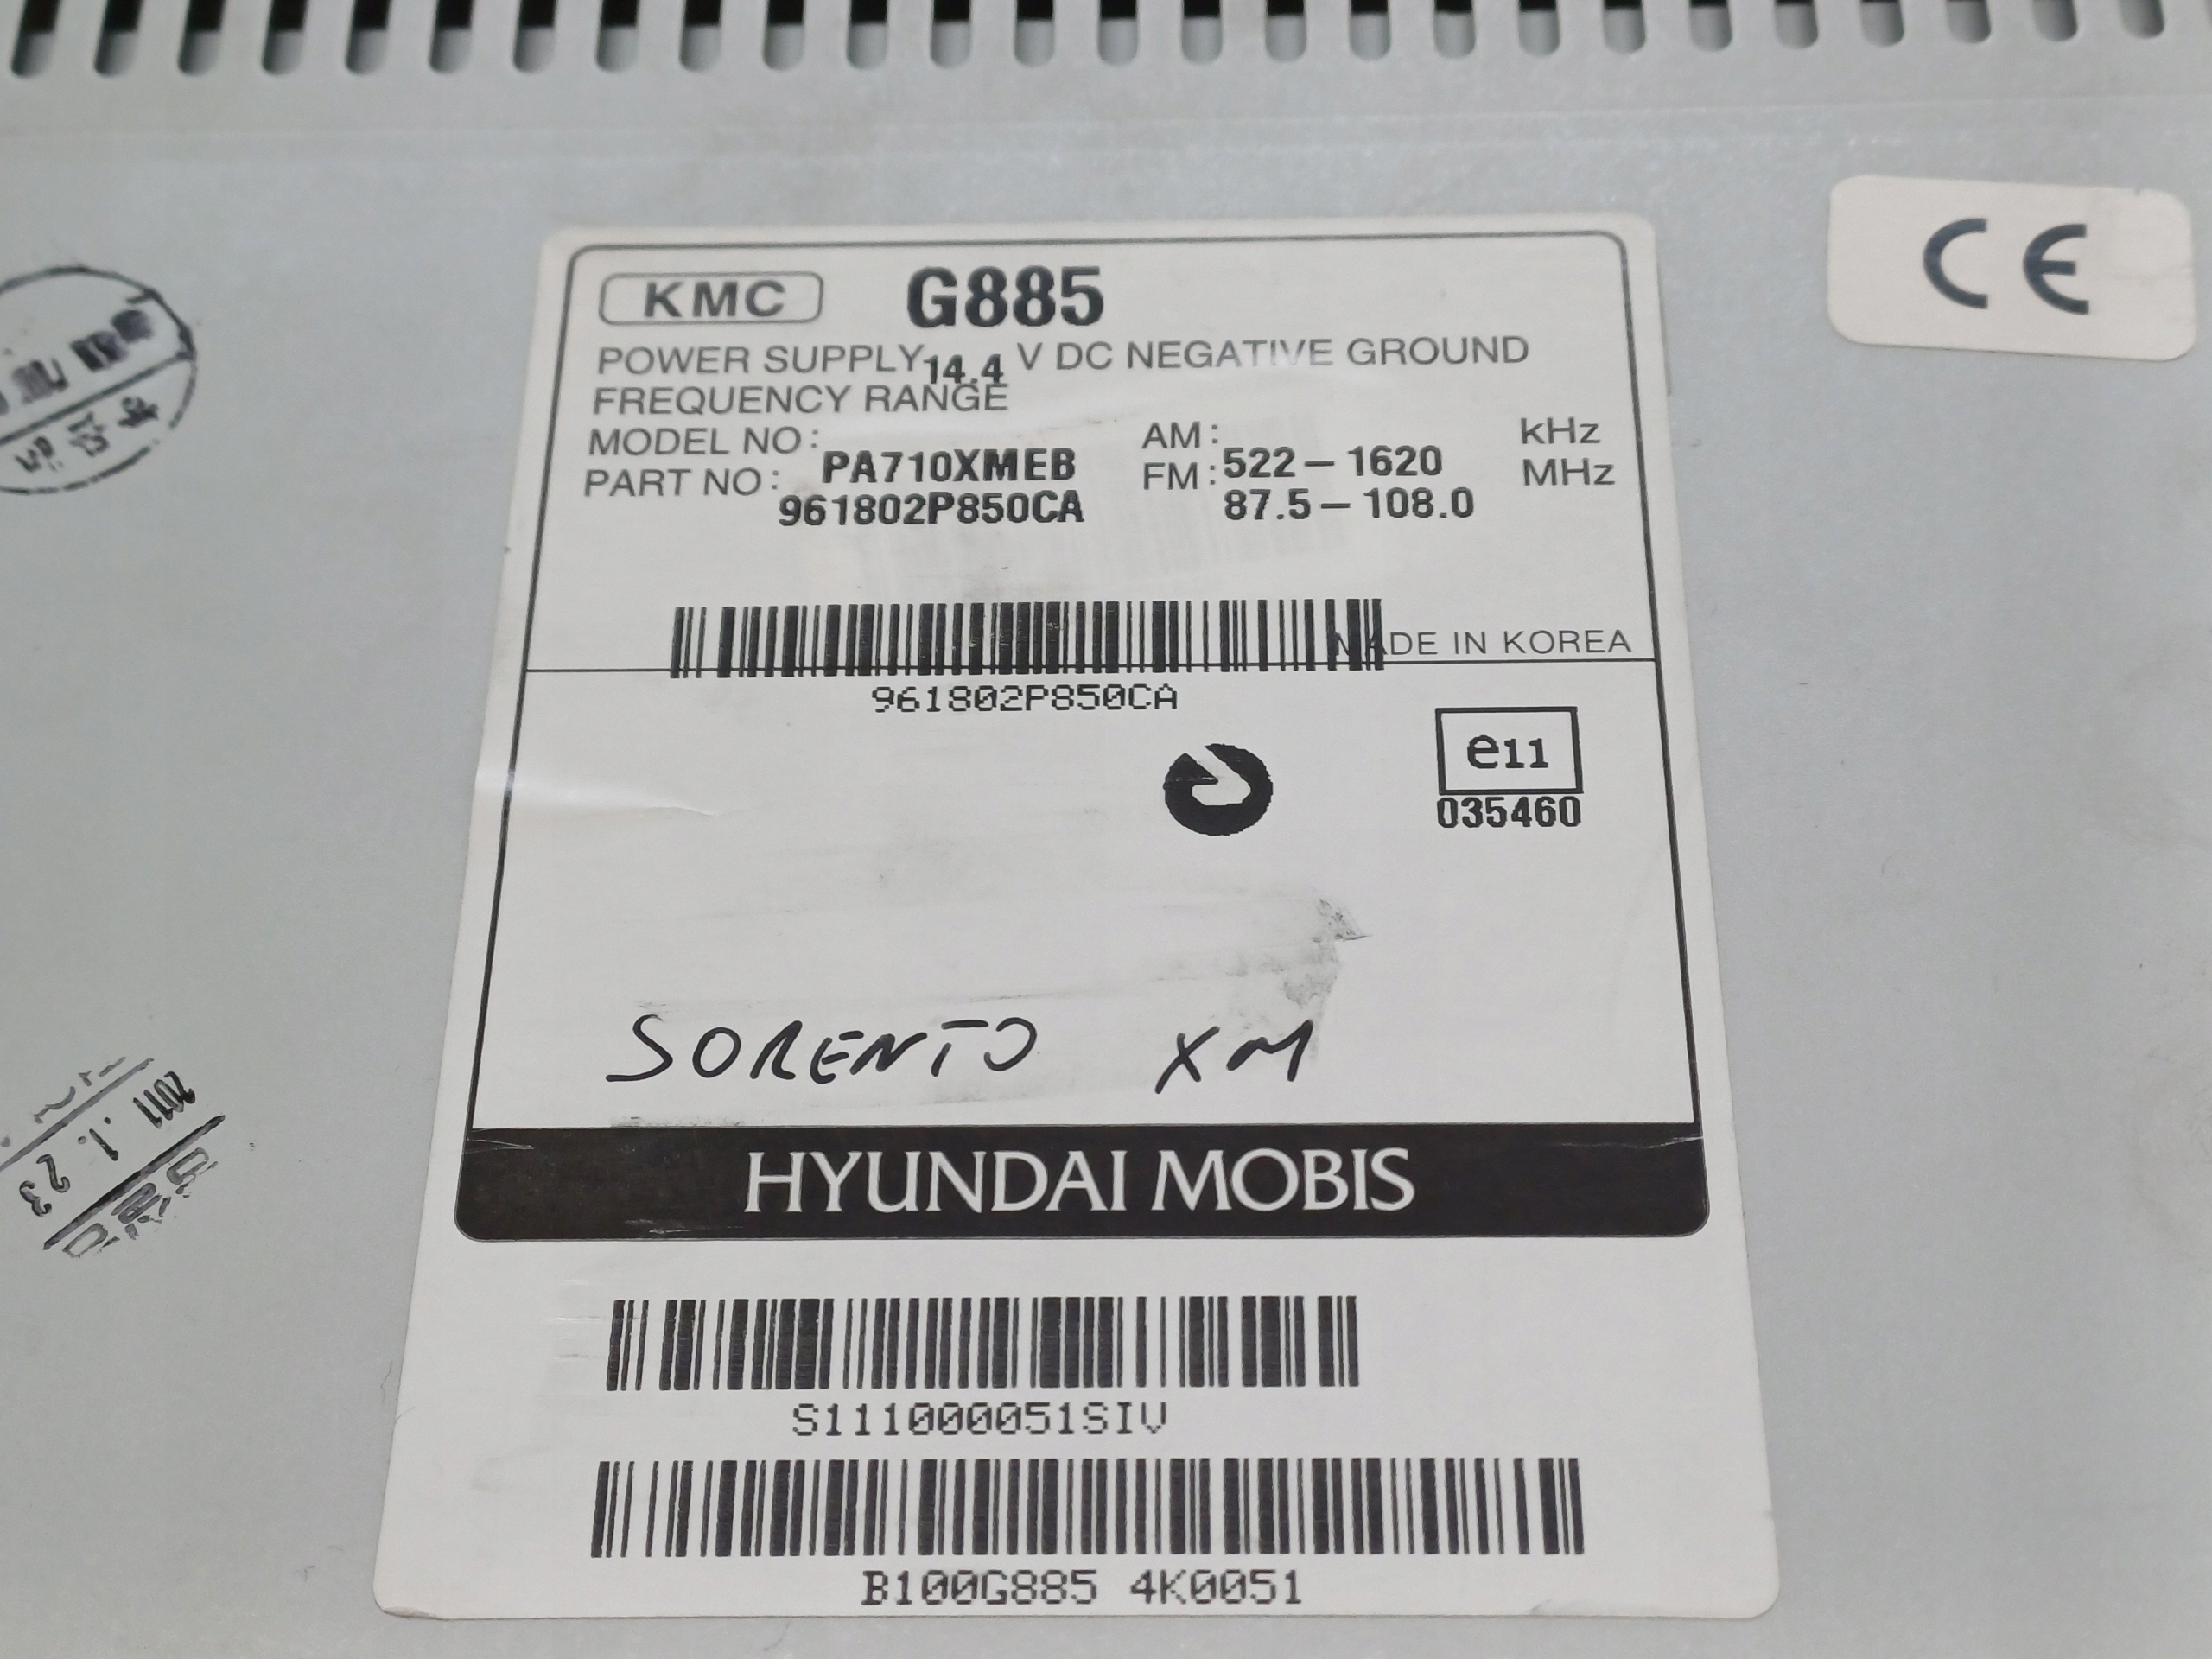 CE
KMC G885
POWER SUPPLY 14.4 V DC NEGATIVE GROUND
FREQUENCY RANGE
MODEL NO: PA710XMEB
PART NO: 961802P850CA
AM: 522-1620 kHz
FM: 87.5-108.0 MHz
MADE IN KOREA
961802P850CA
e11
035460
SORENTO XM
HYUNDAI MOBIS
S111000051SIV
B100G885 4K0051
2011.1.23